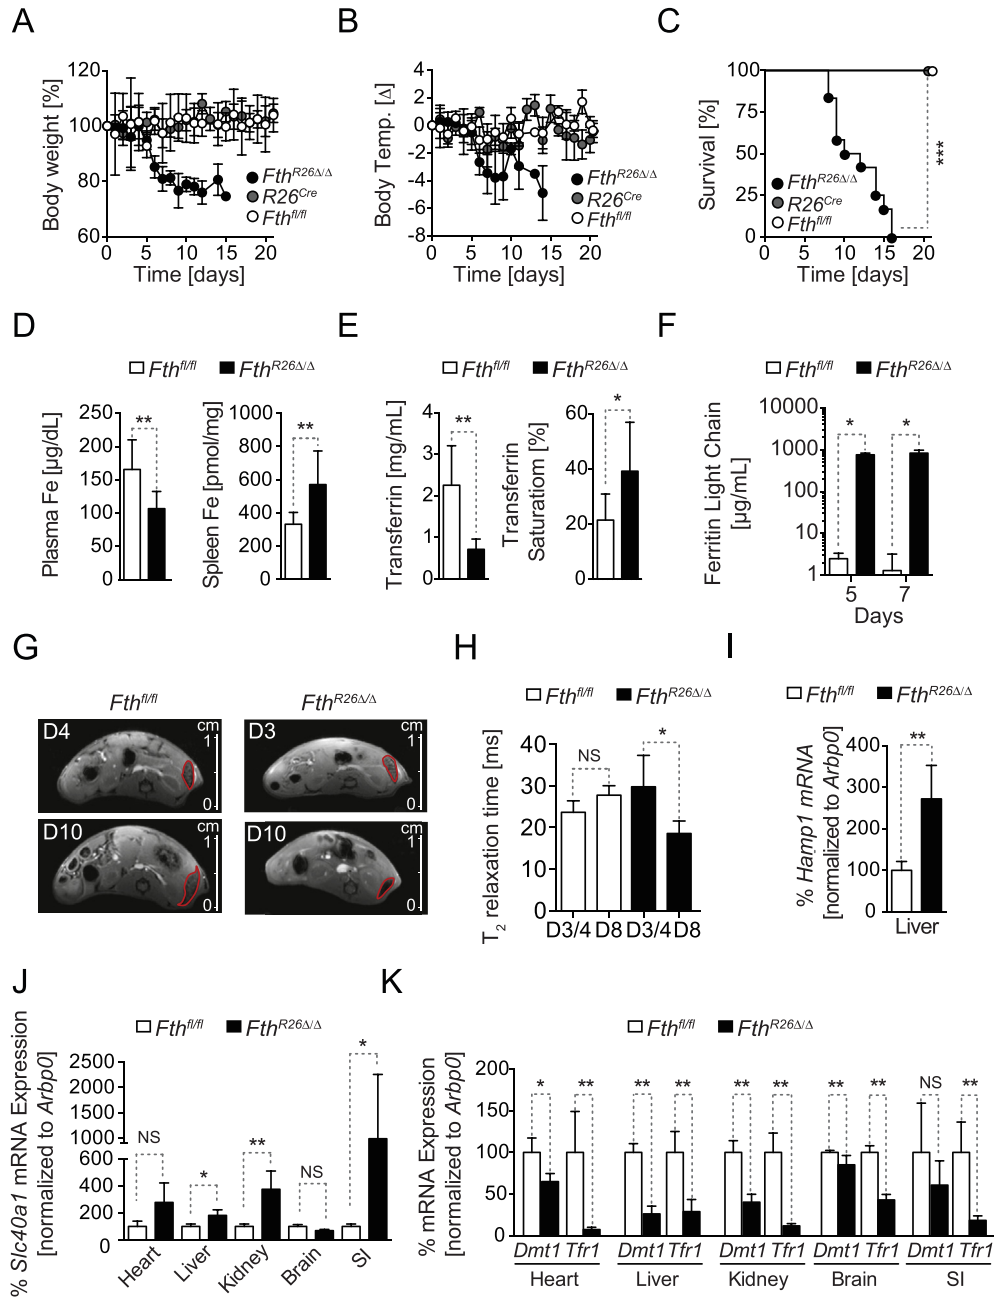 A
Body weight [%]
120
100
80
60
0 5 10 15 20
Time [days]
Fth R26Δ/Δ
R26 Cre
Fth fl/fl
B
Body Temp. [Δ]
4
2
0
-2
-4
-6
-8
0 5 10 15 20
Time [days]
Fth R26Δ/Δ
R26 Cre
Fth fl/fl
C
Survival [%]
100
75
50
25
0
0 5 10 15 20
Time [days]
Fth R26Δ/Δ
R26 Cre
Fth fl/fl
***
D
Fth fl/fl Fth R26Δ/Δ
Plasma Fe [µg/dL]
250
200
150
100
50
0
**
Spleen Fe [pmol/mg]
1000
800
600
400
200
0
**
E
Fth fl/fl Fth R26Δ/Δ
Transferrin [mg/mL]
4
3
2
1
0
**
Transferrin
Saturatiom [%]
60
40
20
0
*
F
Fth fl/fl Fth R26Δ/Δ
Ferritin Light Chain
[µg/mL]
10000
1000
100
10
1
* *
5 7
Days
G
Fth fl/fl Fth R26Δ/Δ
D4 cm 1 0
D3 cm 1 0
D10 cm 1 0
D10 cm 1 0
H
Fth fl/fl Fth R26Δ/Δ
T2 relaxation time [ms]
40
30
20
10
0
NS *
D3/4 D8 D3/4 D8
I
Fth fl/fl Fth R26Δ/Δ
% Hamp1 mRNA
[normalized to Arbp0]
400
300
200
100
0
**
Liver
J
Fth fl/fl Fth R26Δ/Δ
% Slc40a1 mRNA Expression
[normalized to Arbp0]
2500
2000
1500
1000
600
400
200
0
NS * ** NS *
Heart Liver Kidney Brain SI
K
Fth fl/fl Fth R26Δ/Δ
% mRNA Expression
[normalized to Arbp0]
200
150
100
50
0
* ** ** ** ** ** ** ** NS **
Dmt1 Tfr1 Dmt1 Tfr1 Dmt1 Tfr1 Dmt1 Tfr1 Dmt1 Tfr1
Heart Liver Kidney Brain SI